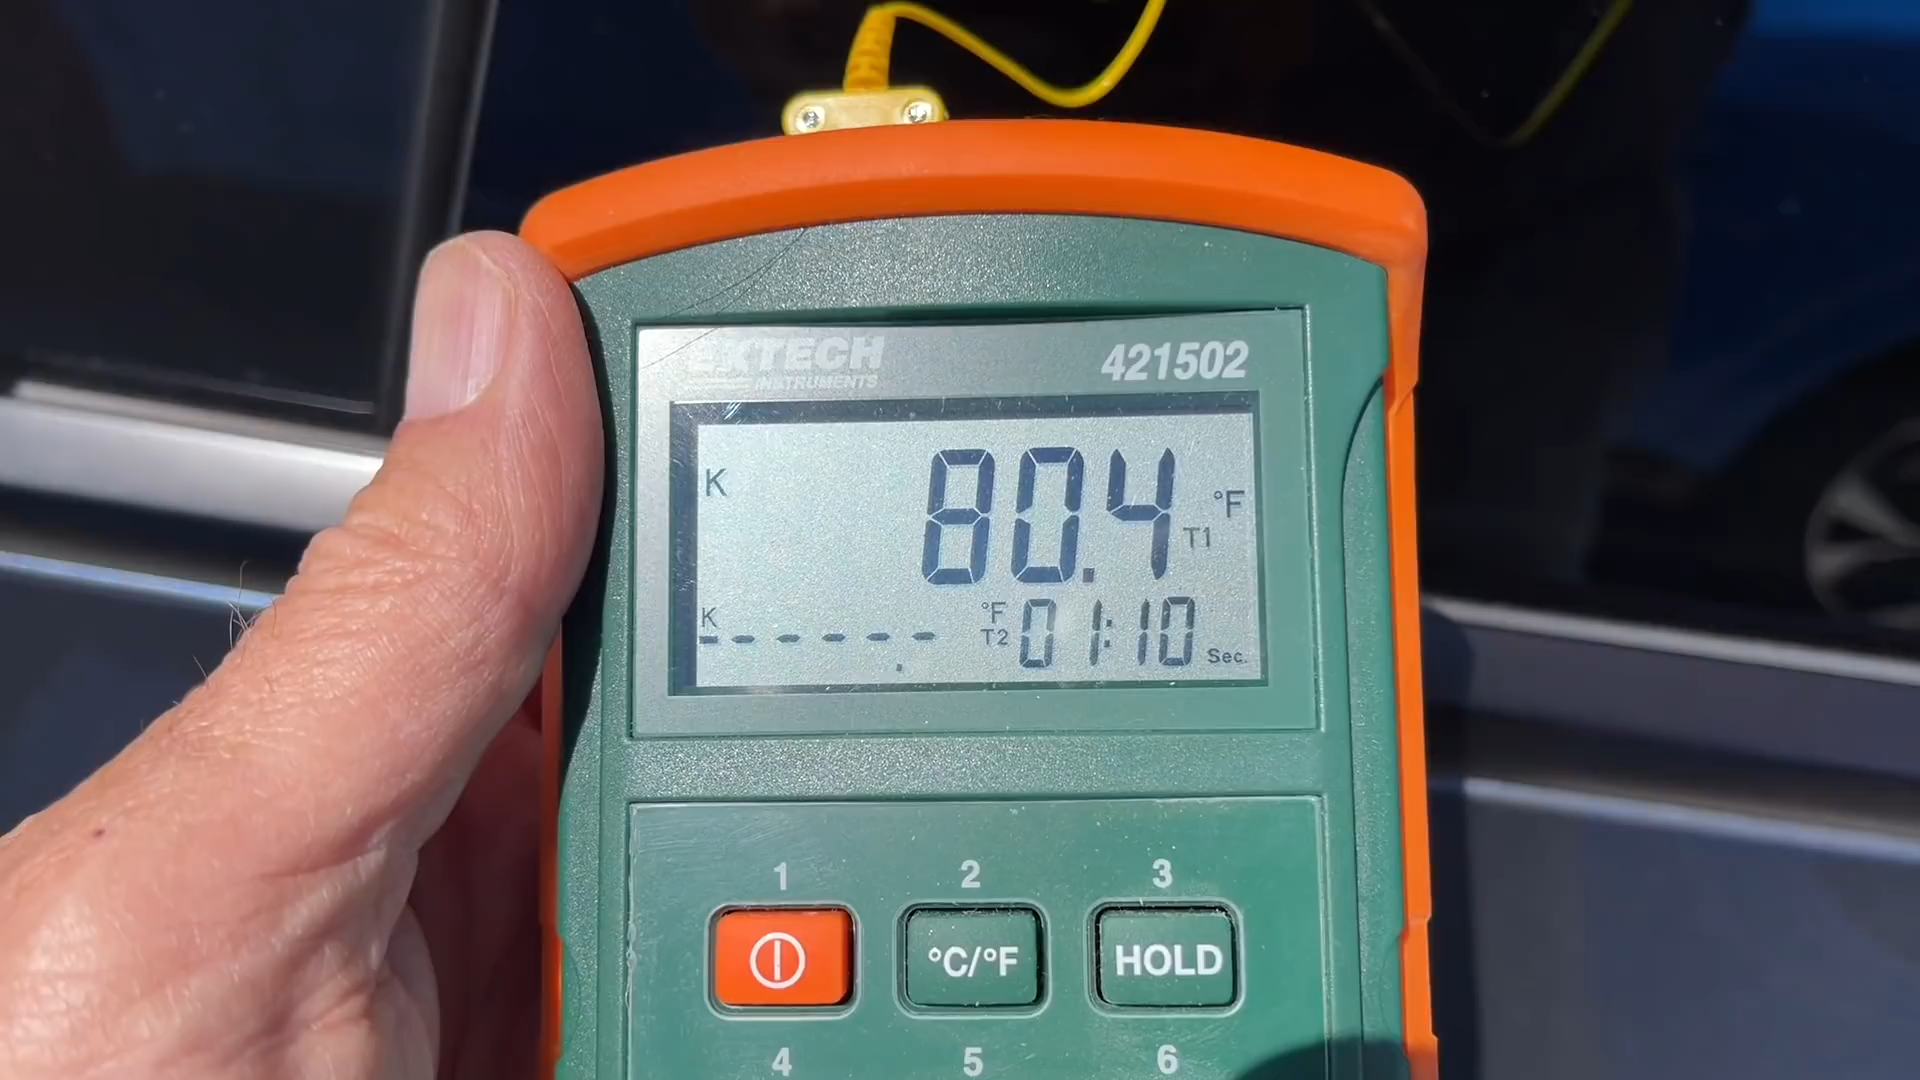 EXTECH 421502
INSTRUMENTS
K 80.4 T1 °F
K - - - - - . - °F T2 01:10 Sec.
1 2 3
°C/°F HOLD
4 5 6